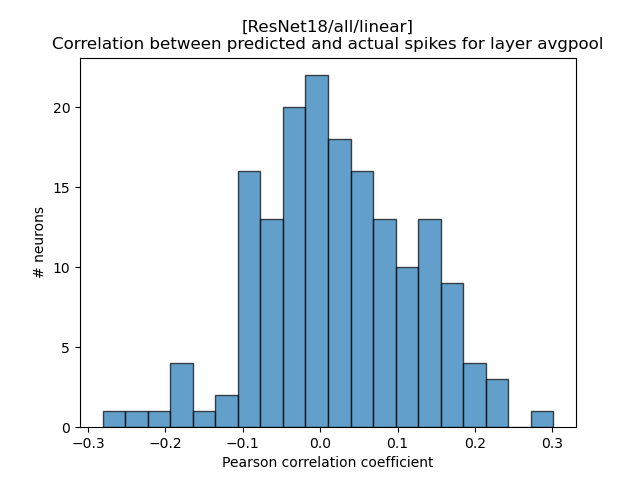 [ResNet18/all/linear]
Correlation between predicted and actual spikes for layer avgpool
# neurons
20
15
10
5
0
−0.3 −0.2 −0.1 0.0 0.1 0.2 0.3
Pearson correlation coefficient